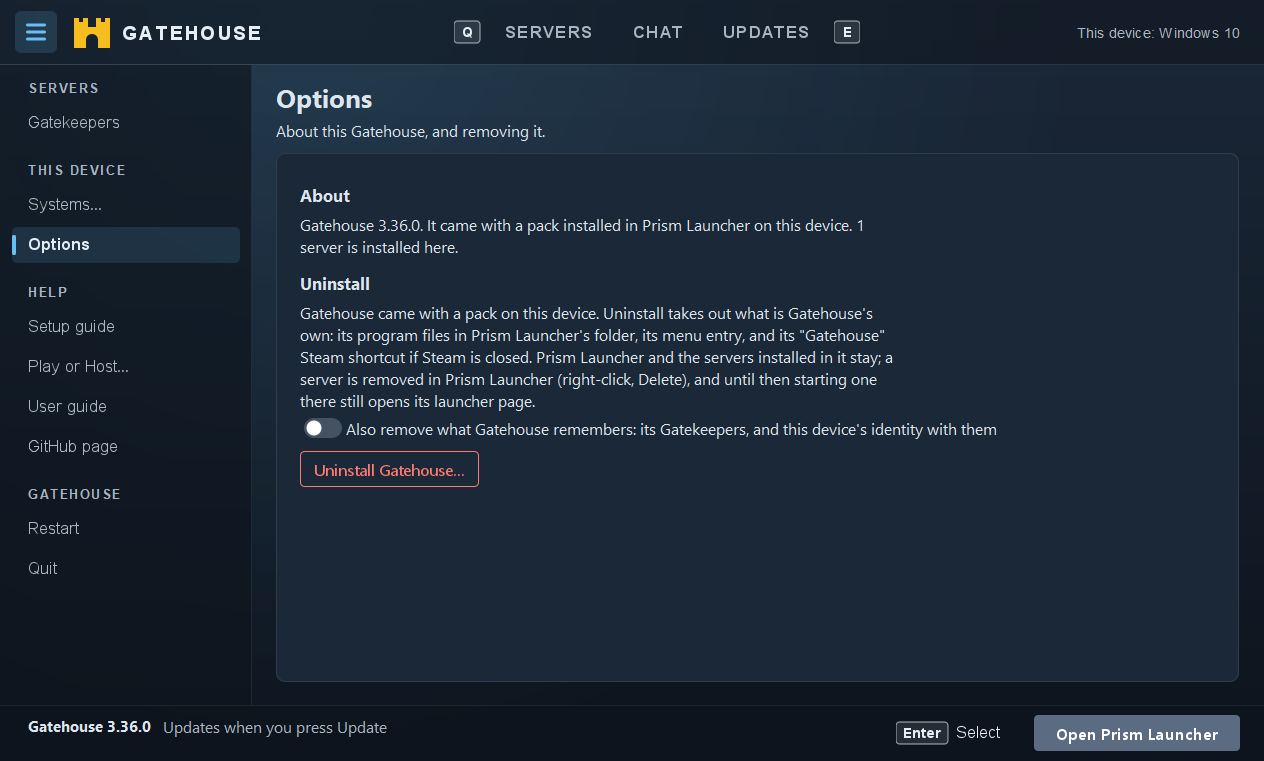 GATEHOUSE
Q SERVERS CHAT UPDATES E
This device: Windows 10
SERVERS
Gatekeepers
THIS DEVICE
Systems...
Options
HELP
Setup guide
Play or Host...
User guide
GitHub page
GATEHOUSE
Restart
Quit
Options
About this Gatehouse, and removing it.
About
Gatehouse 3.36.0. It came with a pack installed in Prism Launcher on this device. 1
server is installed here.
Uninstall
Gatehouse came with a pack on this device. Uninstall takes out what is Gatehouse's
own: its program files in Prism Launcher's folder, its menu entry, and its "Gatehouse"
Steam shortcut if Steam is closed. Prism Launcher and the servers installed in it stay; a
server is removed in Prism Launcher (right-click, Delete), and until then starting one
there still opens its launcher page.
Also remove what Gatehouse remembers: its Gatekeepers, and this device's identity with them
Uninstall Gatehouse...
Gatehouse 3.36.0 Updates when you press Update
Enter Select
Open Prism Launcher